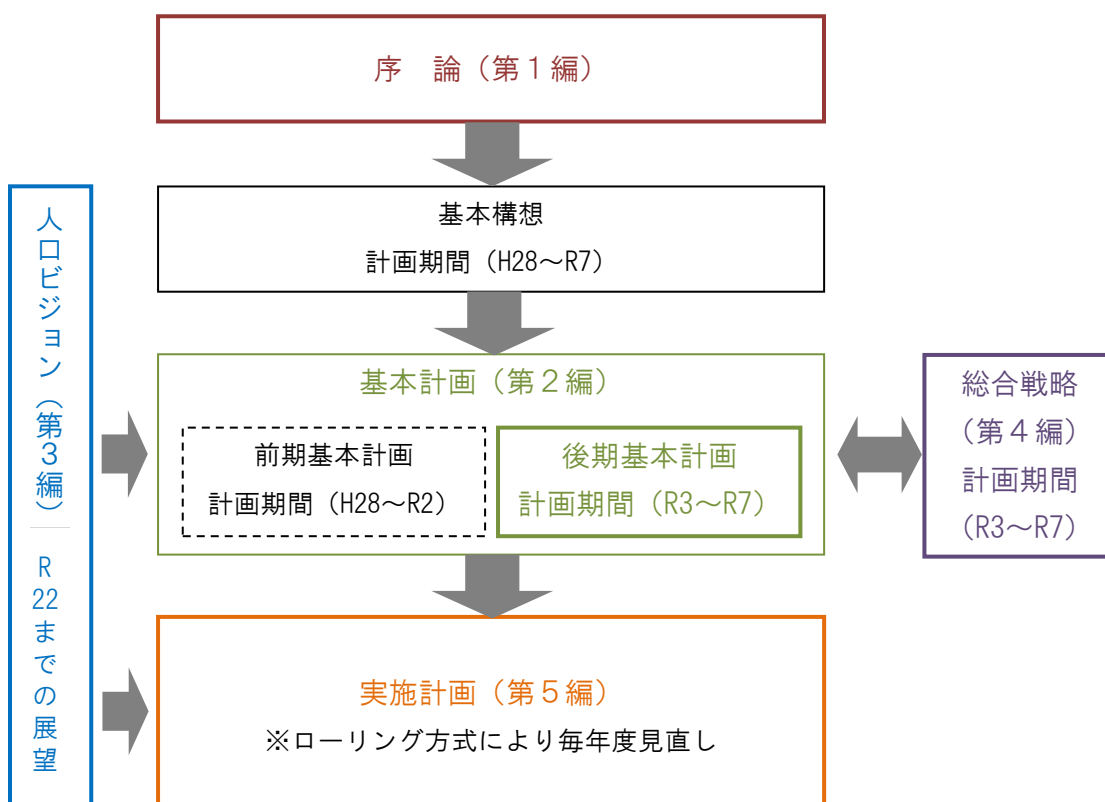 序　論（第１編）
基本構想
計画期間（H28～R7）
人口ビジョン（第３編）
R22までの展望
基本計画（第２編）
前期基本計画
計画期間（H28～R2）
後期基本計画
計画期間（R3～R7）
総合戦略
（第４編）
計画期間
（R3～R7）
実施計画（第５編）
※ローリング方式により毎年度見直し